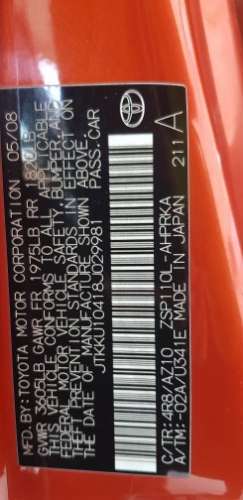 MFD.BY:TOYOTA MOTOR CORPORATION 05/08
GVWR 3605LB GAWR FR 1975LB RR
THIS VEHICLE CONFORMS TO ALL APPLICABLE
FEDERAL MOTOR VEHICLE SAFETY, BUMPER, AND
THEFT PREVENTION STANDARDS IN EFFECT ON
THE DATE OF MANUFACTURE SHOWN ABOVE.
PASS.CAR
C/TR: 4R8/AZ10 ZSP110L-AHPRKA
A/TM: -02A/U341E MADE IN JAPAN
211 A
TOYOTA